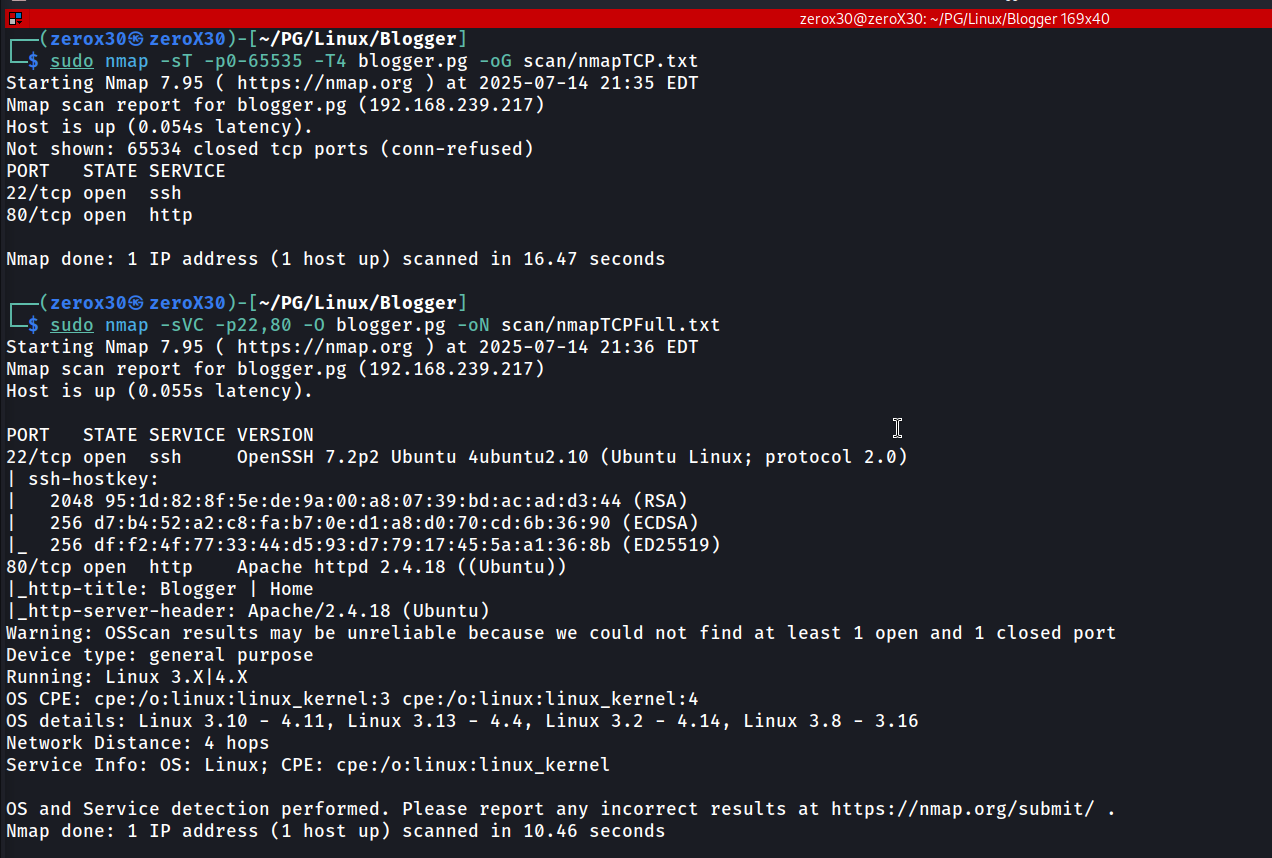 zerox30@zeroX30: ~/PG/Linux/Blogger 169x40
┌──(zerox30㉿zeroX30)-[~/PG/Linux/Blogger]
└─$ sudo nmap -sT -p0-65535 -T4 blogger.pg -oG scan/nmapTCP.txt
Starting Nmap 7.95 ( https://nmap.org ) at 2025-07-14 21:35 EDT
Nmap scan report for blogger.pg (192.168.239.217)
Host is up (0.054s latency).
Not shown: 65534 closed tcp ports (conn-refused)
PORT   STATE SERVICE
22/tcp open  ssh
80/tcp open  http

Nmap done: 1 IP address (1 host up) scanned in 16.47 seconds

┌──(zerox30㉿zeroX30)-[~/PG/Linux/Blogger]
└─$ sudo nmap -sVC -p22,80 -O blogger.pg -oN scan/nmapTCPFull.txt
Starting Nmap 7.95 ( https://nmap.org ) at 2025-07-14 21:36 EDT
Nmap scan report for blogger.pg (192.168.239.217)
Host is up (0.055s latency).

PORT   STATE SERVICE VERSION
22/tcp open  ssh     OpenSSH 7.2p2 Ubuntu 4ubuntu2.10 (Ubuntu Linux; protocol 2.0)
| ssh-hostkey:
|   2048 95:1d:82:8f:5e:de:9a:00:a8:07:39:bd:ac:ad:d3:44 (RSA)
|   256 d7:b4:52:a2:c8:fa:b7:0e:d1:a8:d0:70:cd:6b:36:90 (ECDSA)
|_  256 df:f2:4f:77:33:44:d5:93:d7:79:17:45:5a:a1:36:8b (ED25519)
80/tcp open  http    Apache httpd 2.4.18 ((Ubuntu))
|_http-title: Blogger | Home
|_http-server-header: Apache/2.4.18 (Ubuntu)
Warning: OSScan results may be unreliable because we could not find at least 1 open and 1 closed port
Device type: general purpose
Running: Linux 3.X|4.X
OS CPE: cpe:/o:linux:linux_kernel:3 cpe:/o:linux:linux_kernel:4
OS details: Linux 3.10 - 4.11, Linux 3.13 - 4.4, Linux 3.2 - 4.14, Linux 3.8 - 3.16
Network Distance: 4 hops
Service Info: OS: Linux; CPE: cpe:/o:linux:linux_kernel

OS and Service detection performed. Please report any incorrect results at https://nmap.org/submit/ .
Nmap done: 1 IP address (1 host up) scanned in 10.46 seconds